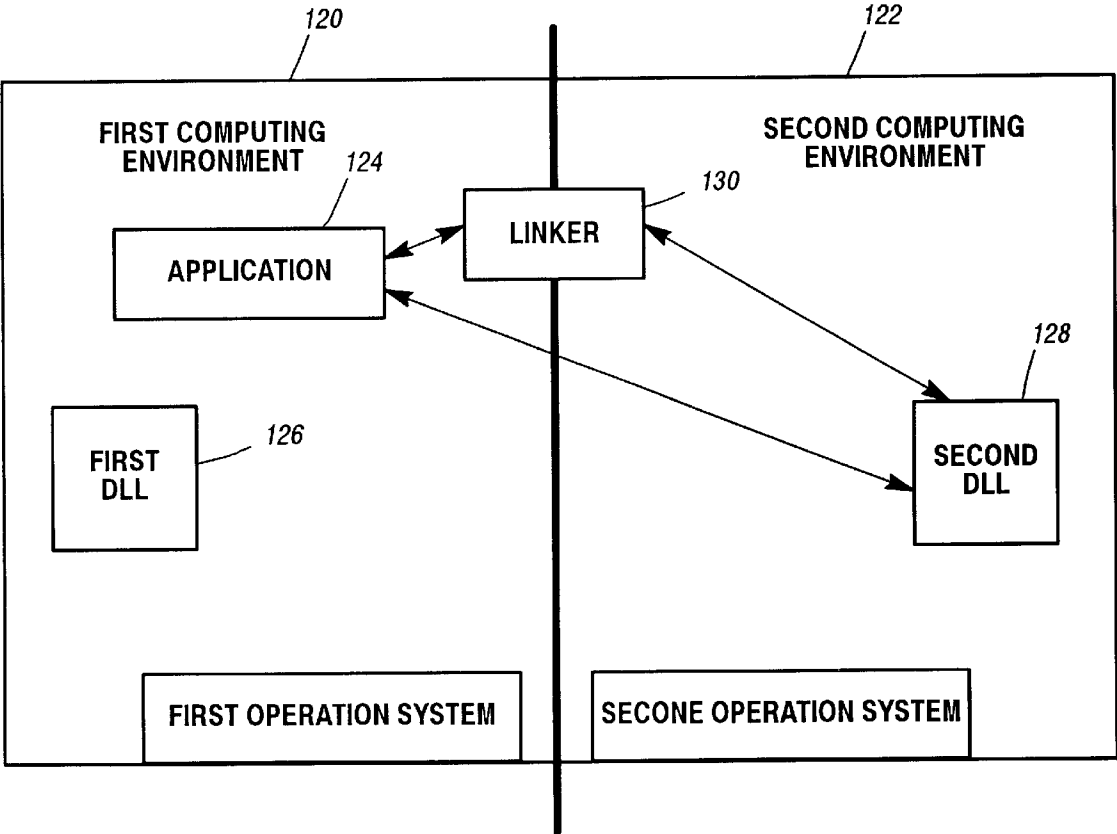 120
122
FIRST COMPUTING
ENVIRONMENT
SECOND COMPUTING
ENVIRONMENT
124
130
LINKER
APPLICATION
128
126
FIRST
DLL
SECOND
DLL
FIRST OPERATION SYSTEM
SECONE OPERATION SYSTEM